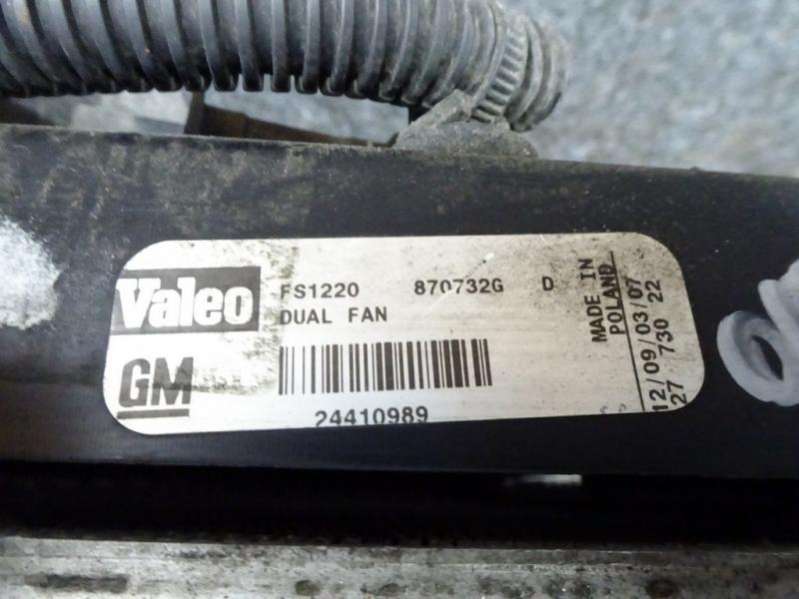 Valeo FS1220 870732G D
DUAL FAN
GM
24410989
MADE IN
POLAND
12/09/03/07
27 730 22